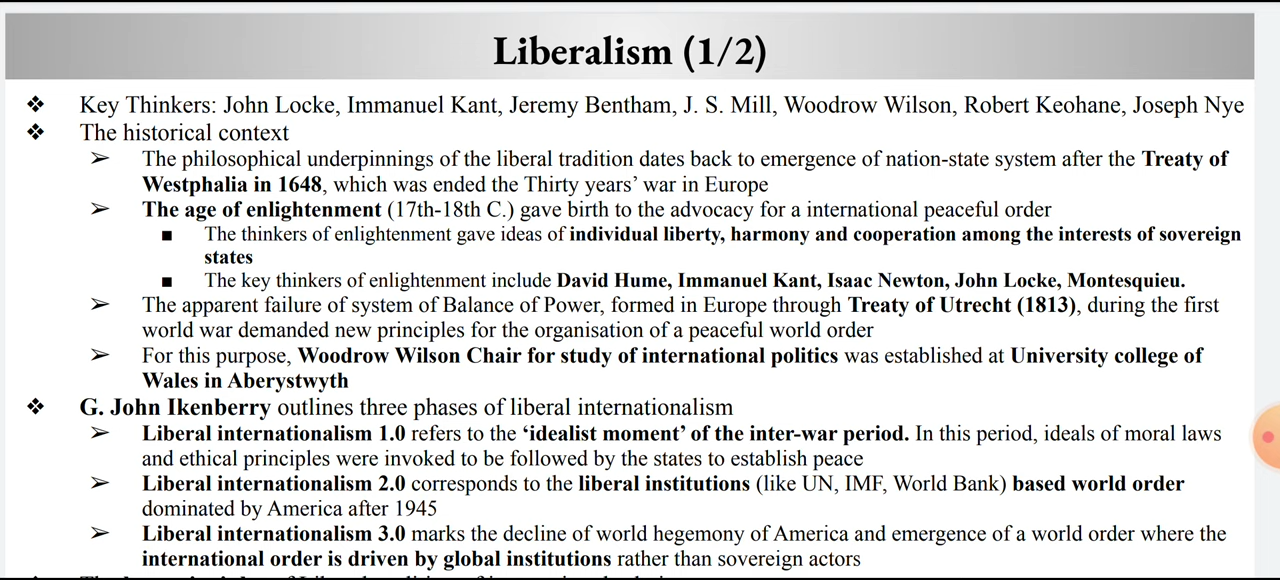 Liberalism (1/2)
❖ Key Thinkers: John Locke, Immanuel Kant, Jeremy Bentham, J. S. Mill, Woodrow Wilson, Robert Keohane, Joseph Nye
❖ The historical context
➢ The philosophical underpinnings of the liberal tradition dates back to emergence of nation-state system after the Treaty of
Westphalia in 1648, which was ended the Thirty years’ war in Europe
➢ The age of enlightenment (17th-18th C.) gave birth to the advocacy for a international peaceful order
■ The thinkers of enlightenment gave ideas of individual liberty, harmony and cooperation among the interests of sovereign
states
■ The key thinkers of enlightenment include David Hume, Immanuel Kant, Isaac Newton, John Locke, Montesquieu.
➢ The apparent failure of system of Balance of Power, formed in Europe through Treaty of Utrecht (1813), during the first
world war demanded new principles for the organisation of a peaceful world order
➢ For this purpose, Woodrow Wilson Chair for study of international politics was established at University college of
Wales in Aberystwyth
❖ G. John Ikenberry outlines three phases of liberal internationalism
➢ Liberal internationalism 1.0 refers to the ‘idealist moment’ of the inter-war period. In this period, ideals of moral laws
and ethical principles were invoked to be followed by the states to establish peace
➢ Liberal internationalism 2.0 corresponds to the liberal institutions (like UN, IMF, World Bank) based world order
dominated by America after 1945
➢ Liberal internationalism 3.0 marks the decline of world hegemony of America and emergence of a world order where the
international order is driven by global institutions rather than sovereign actors